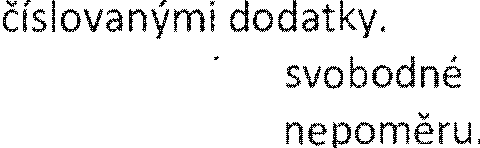 číslovanými dodatky.
svobodné
nepoměru.